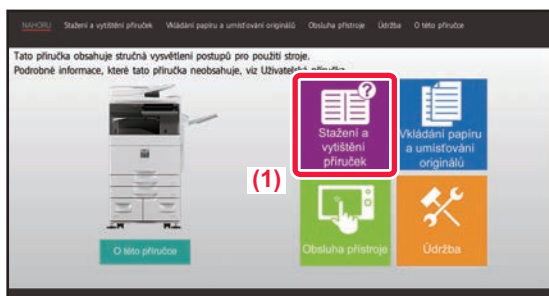 NAHORU Stažení a vytištění příruček Vkládání papíru a umísťování originálů Obsluha přístroje Údržba O této příručce
Tato příručka obsahuje stručná vysvětlení postupů pro použití stroje.
Podrobné informace, které tato příručka neobsahuje, viz Uživatelská příručka
Stažení a
vytištění
příruček
Vkládání papíru
a umísťování
originálů
(1)
O této příručce
Obsluha přístroje
Údržba